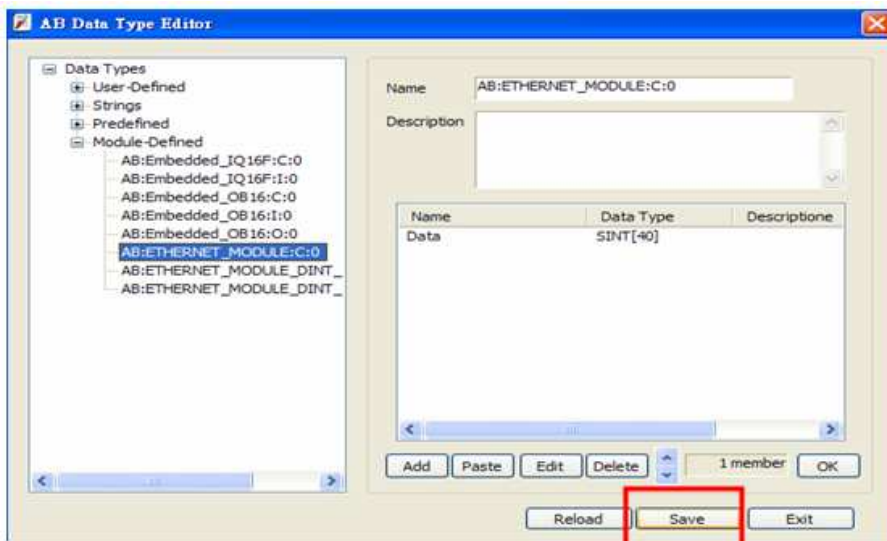 AB Data Type Editor
Data Types
User-Defined
Strings
Predefined
Module-Defined
AB:Embedded_IQ16F:C:0
AB:Embedded_IQ16F:I:0
AB:Embedded_OB16:C:0
AB:Embedded_OB16:I:0
AB:Embedded_OB16:O:0
AB:ETHERNET_MODULE:C:0
AB:ETHERNET_MODULE_DINT_
AB:ETHERNET_MODULE_DINT_
Name AB:ETHERNET_MODULE:C:0
Description
Name Data Type Descriptione
Data SINT[40]
Add Paste Edit Delete 1 member OK
Reload Save Exit